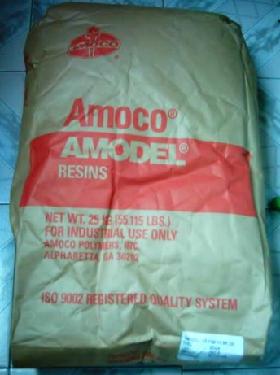 Amoco
Amoco®
AMODEL®
RESINS
NET WT. 25 KG (55.115 LBS.)
FOR INDUSTRIAL USE ONLY
AMOCO POLYMERS, INC.
ALPHARETTA, GA 30202
ISO 9002 REGISTERED QUALITY SYSTEM